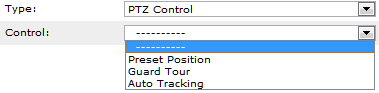 Type: PTZ Control
Control: ----------
----------
Preset Position
Guard Tour
Auto Tracking